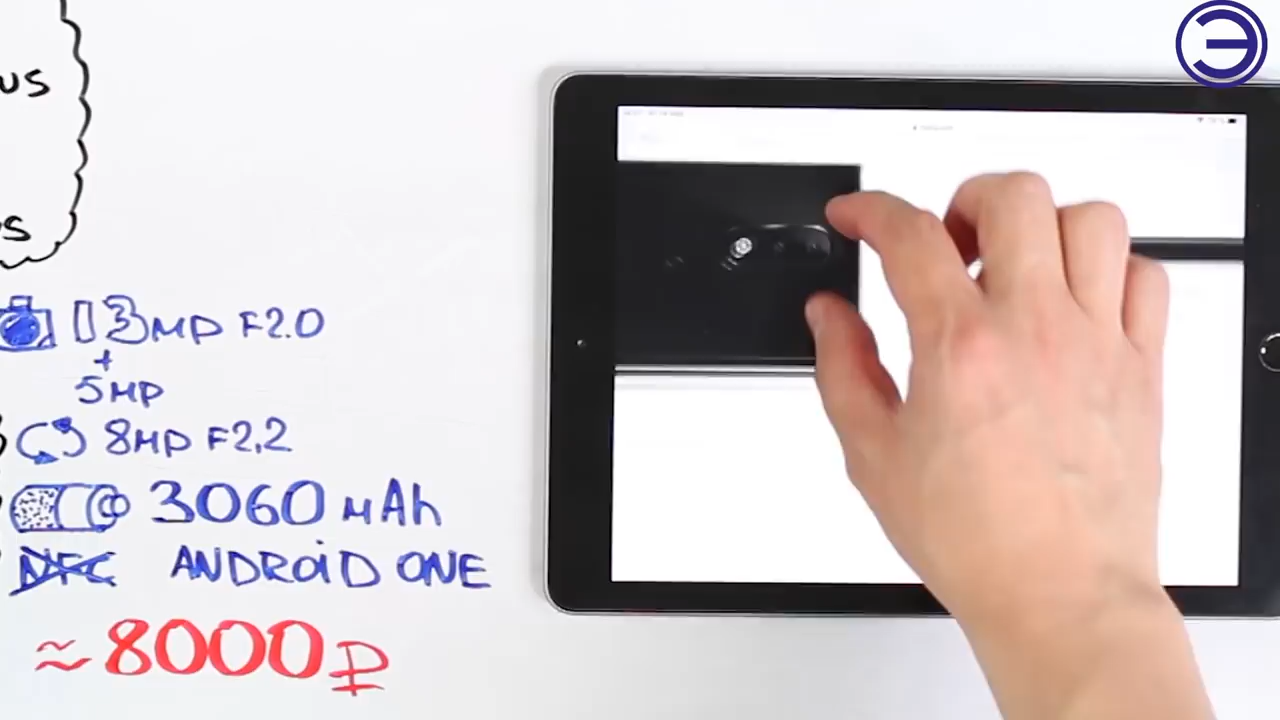 us
s
13MP F2.0
+
5MP
8MP F2.2
3060 mAh
NFC ANDROID ONE
≈8000₽